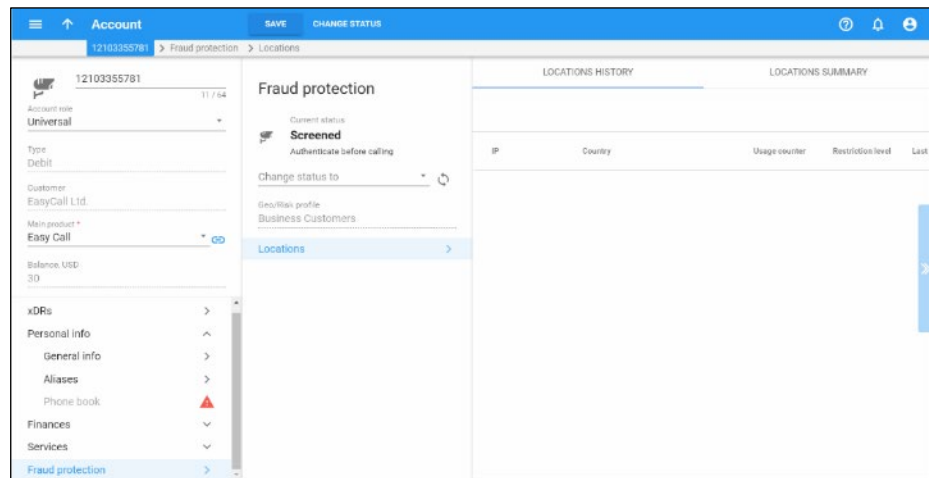 Account
SAVE
CHANGE STATUS
12103355781 > Fraud protection > Locations
12103355781
11 / 64
Account role
Universal
Type
Debit
Customer
EasyCall Ltd.
Main product *
Easy Call
Balance, USD
30
xDRs
Personal info
General info
Aliases
Phone book
Finances
Services
Fraud protection
Fraud protection
Current status
Screened
Authenticate before calling
Change status to
Geo/Risk profile
Business Customers
Locations
LOCATIONS HISTORY
LOCATIONS SUMMARY
IP Country Usage counter Restriction level Last